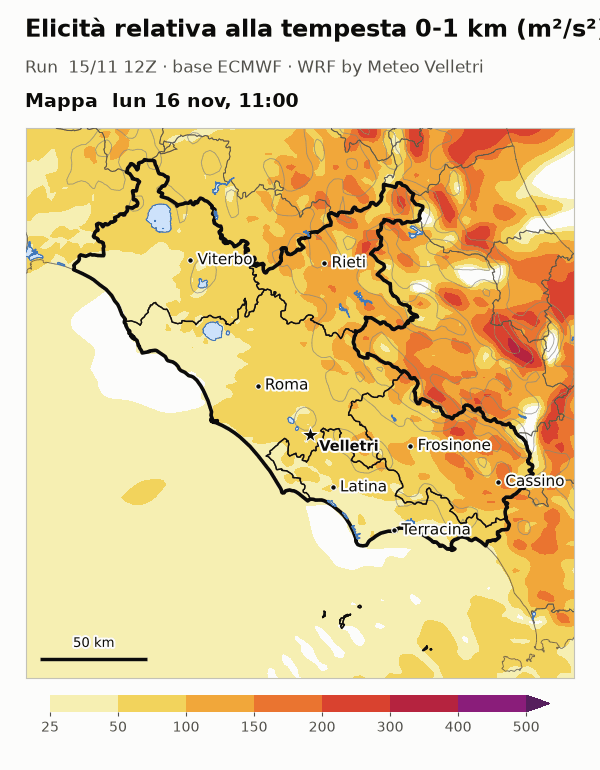 Elicità relativa alla tempesta 0-1 km (m²/s²)
Run 15/11 12Z · base ECMWF · WRF by Meteo Velletri
Mappa lun 16 nov, 11:00
Viterbo
Rieti
Roma
Velletri
Frosinone
Latina
Cassino
Terracina
50 km
25 50 100 150 200 300 400 500